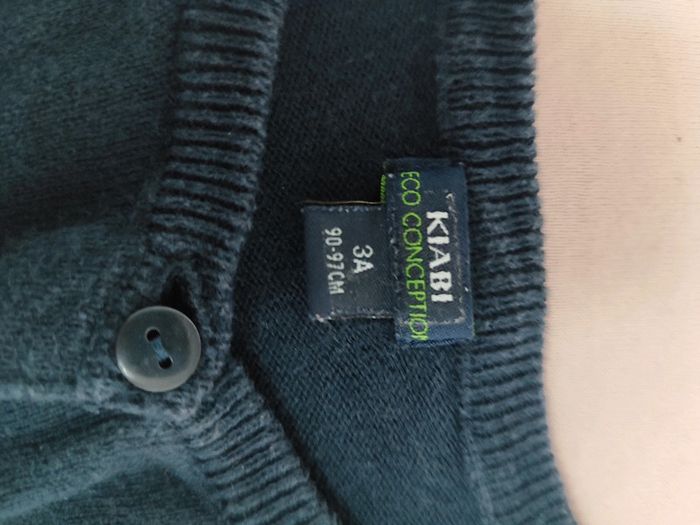 KIABI
ECO CONCEPTION
3A
90-97CM